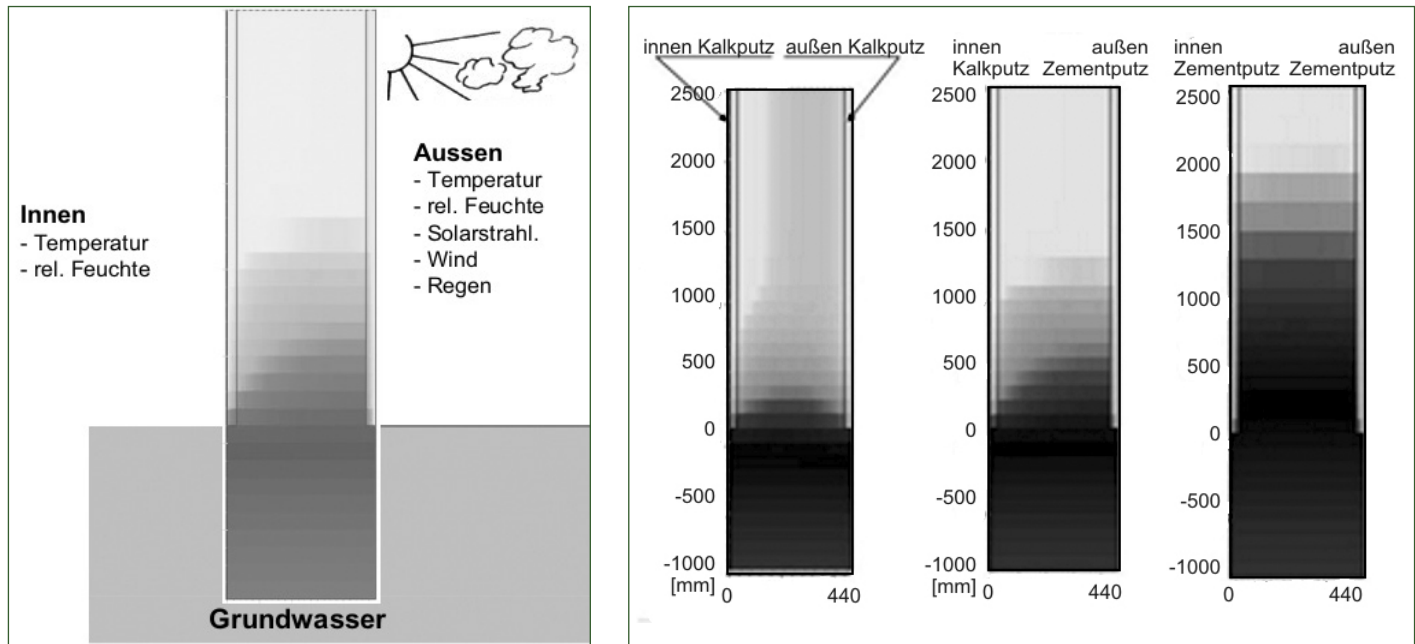 Innen
- Temperatur
- rel. Feuchte
Aussen
- Temperatur
- rel. Feuchte
- Solarstrahl.
- Wind
- Regen
Grundwasser
innen Kalkputz außen Kalkputz
2500
2000
1500
1000
500
0
-500
-1000
[mm]
0 440
innen außen
Kalkputz Zementputz
2500
2000
1500
1000
500
0
-500
-1000
[mm]
0 440
innen außen
Zementputz Zementputz
2500
2000
1500
1000
500
0
-500
-1000
0 440